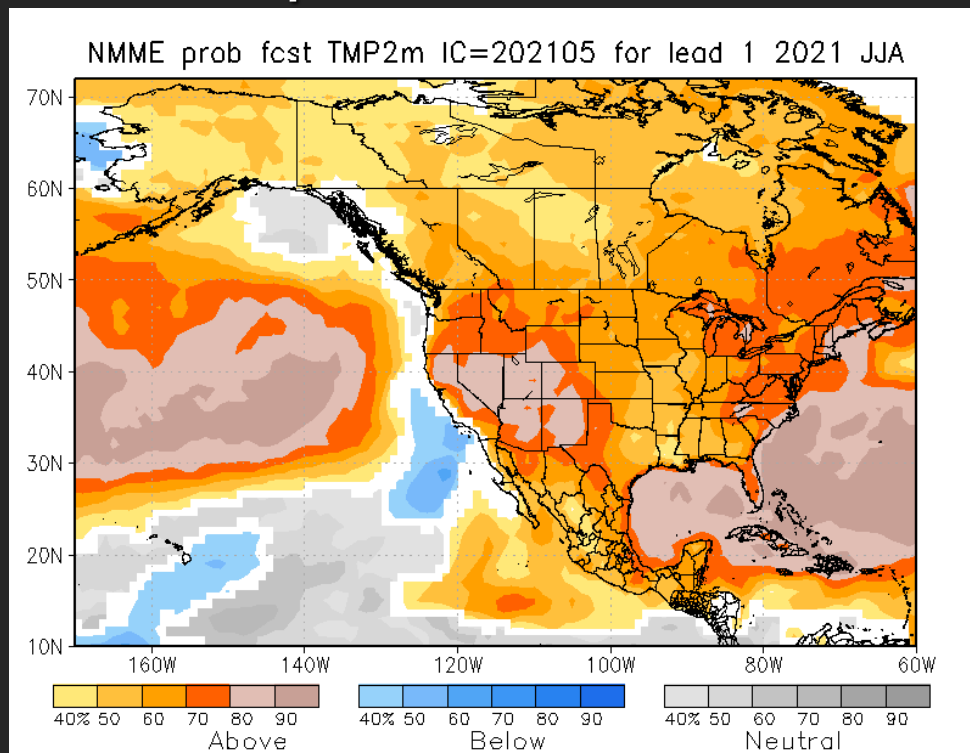 NMME prob fcst TMP2m IC=202105 for lead 1 2021 JJA
70N
60N
50N
40N
30N
20N
10N
160W 140W 120W 100W 80W 60W
40% 50 60 70 80 90
40% 50 60 70 80 90
40% 50 60 70 80 90
Above
Below
Neutral